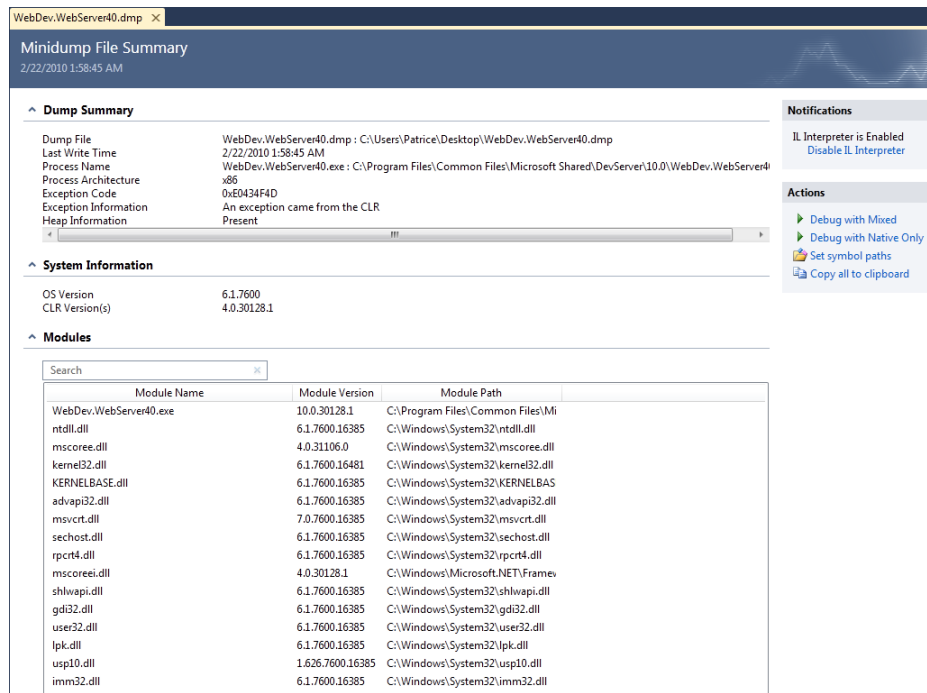 WebDev.WebServer40.dmp
Minidump File Summary
2/22/2010 1:58:45 AM
Dump Summary
Dump File WebDev.WebServer40.dmp : C:\Users\Patrice\Desktop\WebDev.WebServer40.dmp
Last Write Time 2/22/2010 1:58:45 AM
Process Name WebDev.WebServer40.exe : C:\Program Files\Common Files\Microsoft Shared\DevServer\10.0\WebDev.WebServer4
Process Architecture x86
Exception Code 0xE0434F4D
Exception Information An exception came from the CLR
Heap Information Present
System Information
OS Version 6.1.7600
CLR Version(s) 4.0.30128.1
Modules
Search
Module Name Module Version Module Path
WebDev.WebServer40.exe 10.0.30128.1 C:\Program Files\Common Files\Mi
ntdll.dll 6.1.7600.16385 C:\Windows\System32\ntdll.dll
mscoree.dll 4.0.31106.0 C:\Windows\System32\mscoree.dll
kernel32.dll 6.1.7600.16481 C:\Windows\System32\kernel32.dll
KERNELBASE.dll 6.1.7600.16385 C:\Windows\System32\KERNELBAS
advapi32.dll 6.1.7600.16385 C:\Windows\System32\advapi32.dll
msvcrt.dll 7.0.7600.16385 C:\Windows\System32\msvcrt.dll
sechost.dll 6.1.7600.16385 C:\Windows\System32\sechost.dll
rpcrt4.dll 6.1.7600.16385 C:\Windows\System32\rpcrt4.dll
mscoreei.dll 4.0.30128.1 C:\Windows\Microsoft.NET\Framew
shlwapi.dll 6.1.7600.16385 C:\Windows\System32\shlwapi.dll
gdi32.dll 6.1.7600.16385 C:\Windows\System32\gdi32.dll
user32.dll 6.1.7600.16385 C:\Windows\System32\user32.dll
lpk.dll 6.1.7600.16385 C:\Windows\System32\lpk.dll
usp10.dll 1.626.7600.16385 C:\Windows\System32\usp10.dll
imm32.dll 6.1.7600.16385 C:\Windows\System32\imm32.dll
Notifications
IL Interpreter is Enabled
Disable IL Interpreter
Actions
Debug with Mixed
Debug with Native Only
Set symbol paths
Copy all to clipboard